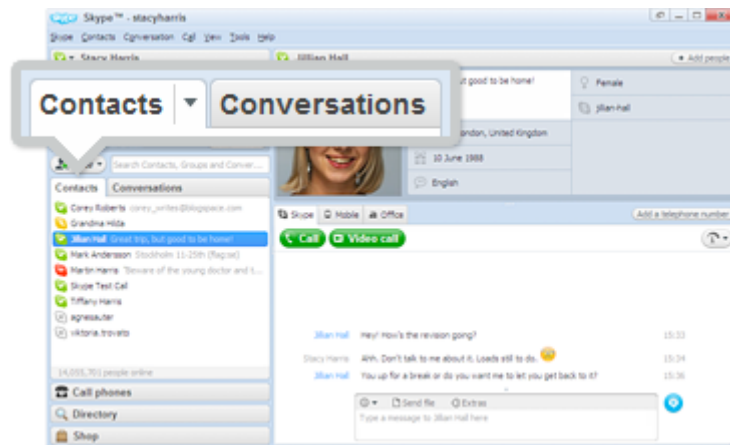 Skype™ - stacyharris
Skype Contacts Conversation Call View Tools Help
Stacy Harris
Jillian Hall
Add people
Contacts Conversations
but good to be home!
Female
jillian-hall
London, United Kingdom
10 June 1988
English
Search Contacts, Groups and Conver...
Contacts Conversations
Corey Roberts corey_writes@blogspace.com
Grandma Hilda
Jillian Hall Great trip, but good to be home!
Mark Andersson Stockholm 11-25th (flag:se)
Martin Harris "Beware of the young doctor and t...
Skype Test Call
Tiffany Harris
agnessauter
viktoria.trovato
14,055,701 people online
Call phones
Directory
Shop
Skype Mobile Office
Add a telephone number
Call Video call
Jillian Hall Hey! How's the revision going? 15:33
Stacy Harris Ahh. Don't talk to me about it. Loads still to do. 15:34
Jillian Hall You up for a break or do you want me to let you get back to it? 15:36
Send file Extras
Type a message to Jillian Hall here